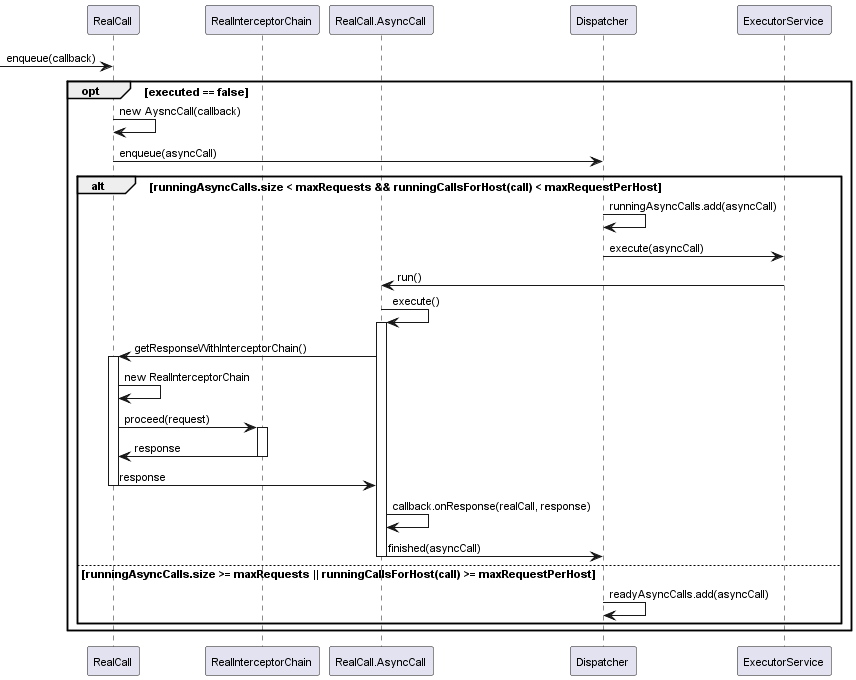 RealCall RealInterceptorChain RealCall.AsyncCall Dispatcher ExecutorService
enqueue(callback)
opt [executed == false]
new AysncCall(callback)
enqueue(asyncCall)
alt [runningAsyncCalls.size < maxRequests && runningCallsForHost(call) < maxRequestPerHost]
runningAsyncCalls.add(asyncCall)
execute(asyncCall)
run()
execute()
getResponseWithInterceptorChain()
new RealInterceptorChain
proceed(request)
response
response
callback.onResponse(realCall, response)
finished(asyncCall)
[runningAsyncCalls.size >= maxRequests || runningCallsForHost(call) >= maxRequestPerHost]
readyAsyncCalls.add(asyncCall)
RealCall RealInterceptorChain RealCall.AsyncCall Dispatcher ExecutorService